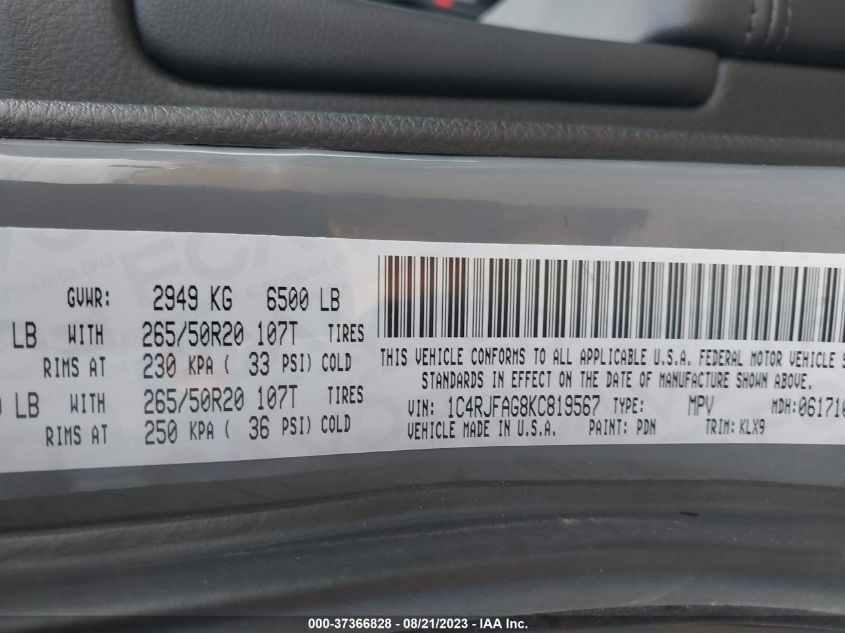 GVWR: 2949 KG 6500 LB
LB WITH 265/50R20 107T TIRES
RIMS AT 230 KPA ( 33 PSI) COLD
LB WITH 265/50R20 107T TIRES
RIMS AT 250 KPA ( 36 PSI) COLD
THIS VEHICLE CONFORMS TO ALL APPLICABLE U.S.A. FEDERAL MOTOR VEHICLE S
STANDARDS IN EFFECT ON THE DATE OF MANUFACTURE SHOWN ABOVE.
VIN: 1C4RJFAG8KC819567 TYPE: MPV MDH:06171
VEHICLE MADE IN U.S.A. PAINT: PDN TRIM: KLX9
000-37366828 - 08/21/2023 - IAA Inc.